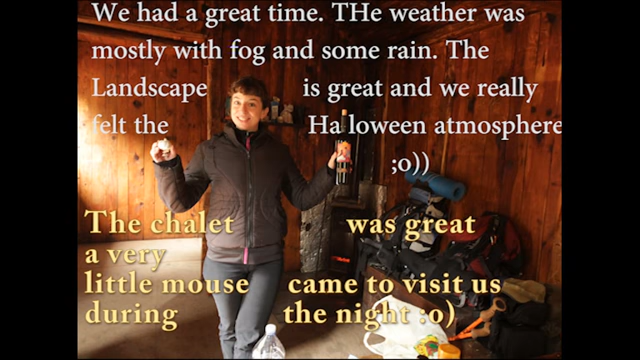 We had a great time. THe weather was
mostly with fog and some rain. The
Landscape is great and we really
felt the Ha loween atmosphere
;o))
The chalet was great
a very
little mouse came to visit us
during the night :o)